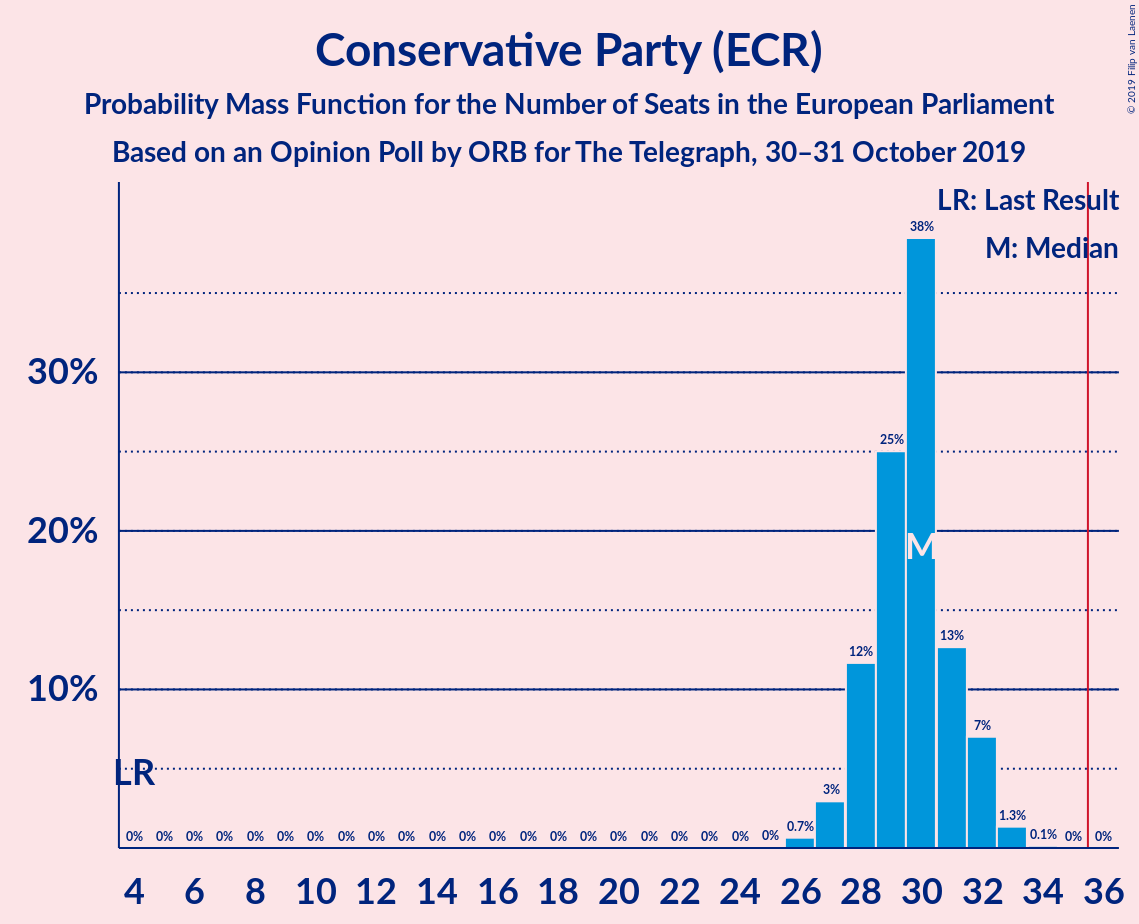 Conservative Party (ECR)
Probability Mass Function for the Number of Seats in the European Parliament
Based on an Opinion Poll by ORB for The Telegraph, 30–31 October 2019
© 2019 Filip van Laenen
LR: Last Result
M: Median
38%
30%
25%
20%
M
13%
12%
10%
7%
LR
3%
0% 0% 0% 0% 0% 0% 0% 0% 0% 0% 0% 0% 0% 0% 0% 0% 0% 0% 0% 0% 0% 0% 0.7% 1.3% 0.1% 0% 0%
4 6 8 10 12 14 16 18 20 22 24 26 28 30 32 34 36